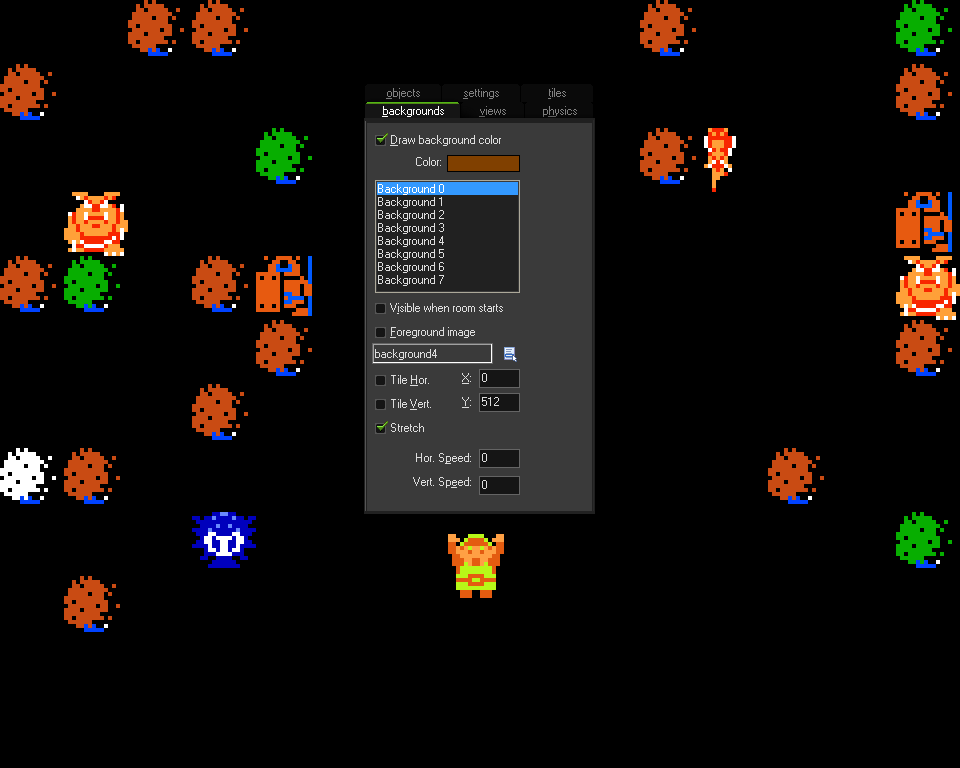 objects settings tiles
backgrounds views physics
Draw background color
Color:
Background 0
Background 1
Background 2
Background 3
Background 4
Background 5
Background 6
Background 7
Visible when room starts
Foreground image
background4
Tile Hor. X: 0
Tile Vert. Y: 512
Stretch
Hor. Speed: 0
Vert. Speed: 0